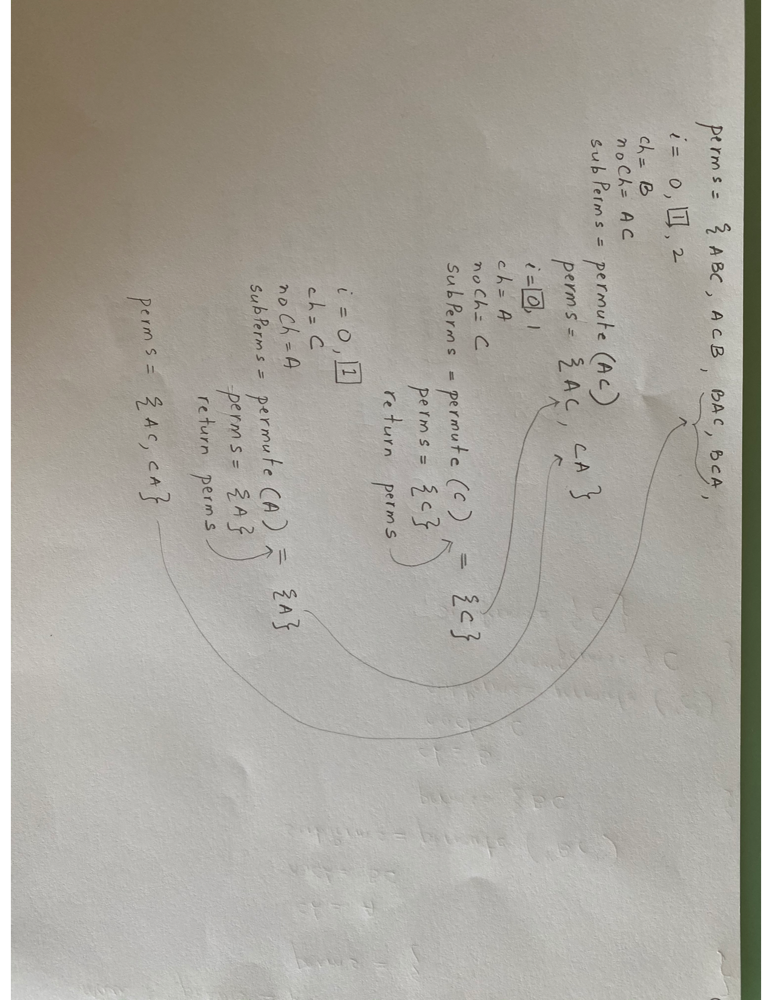 perms = { ABC, ACB, BAC, BCA,
i = 0, 1, 2
ch = B
noCh = AC
subPerms = permute (AC)
perms = { AC, CA }
i = 0, 1
ch = A
noCh = C
subPerms = permute (C) = { C }
perms = { C }
return perms
i = 0, 1
ch = C
noCh = A
subPerms = permute (A) = { A }
perms = { A }
return perms
perms = { AC, CA }